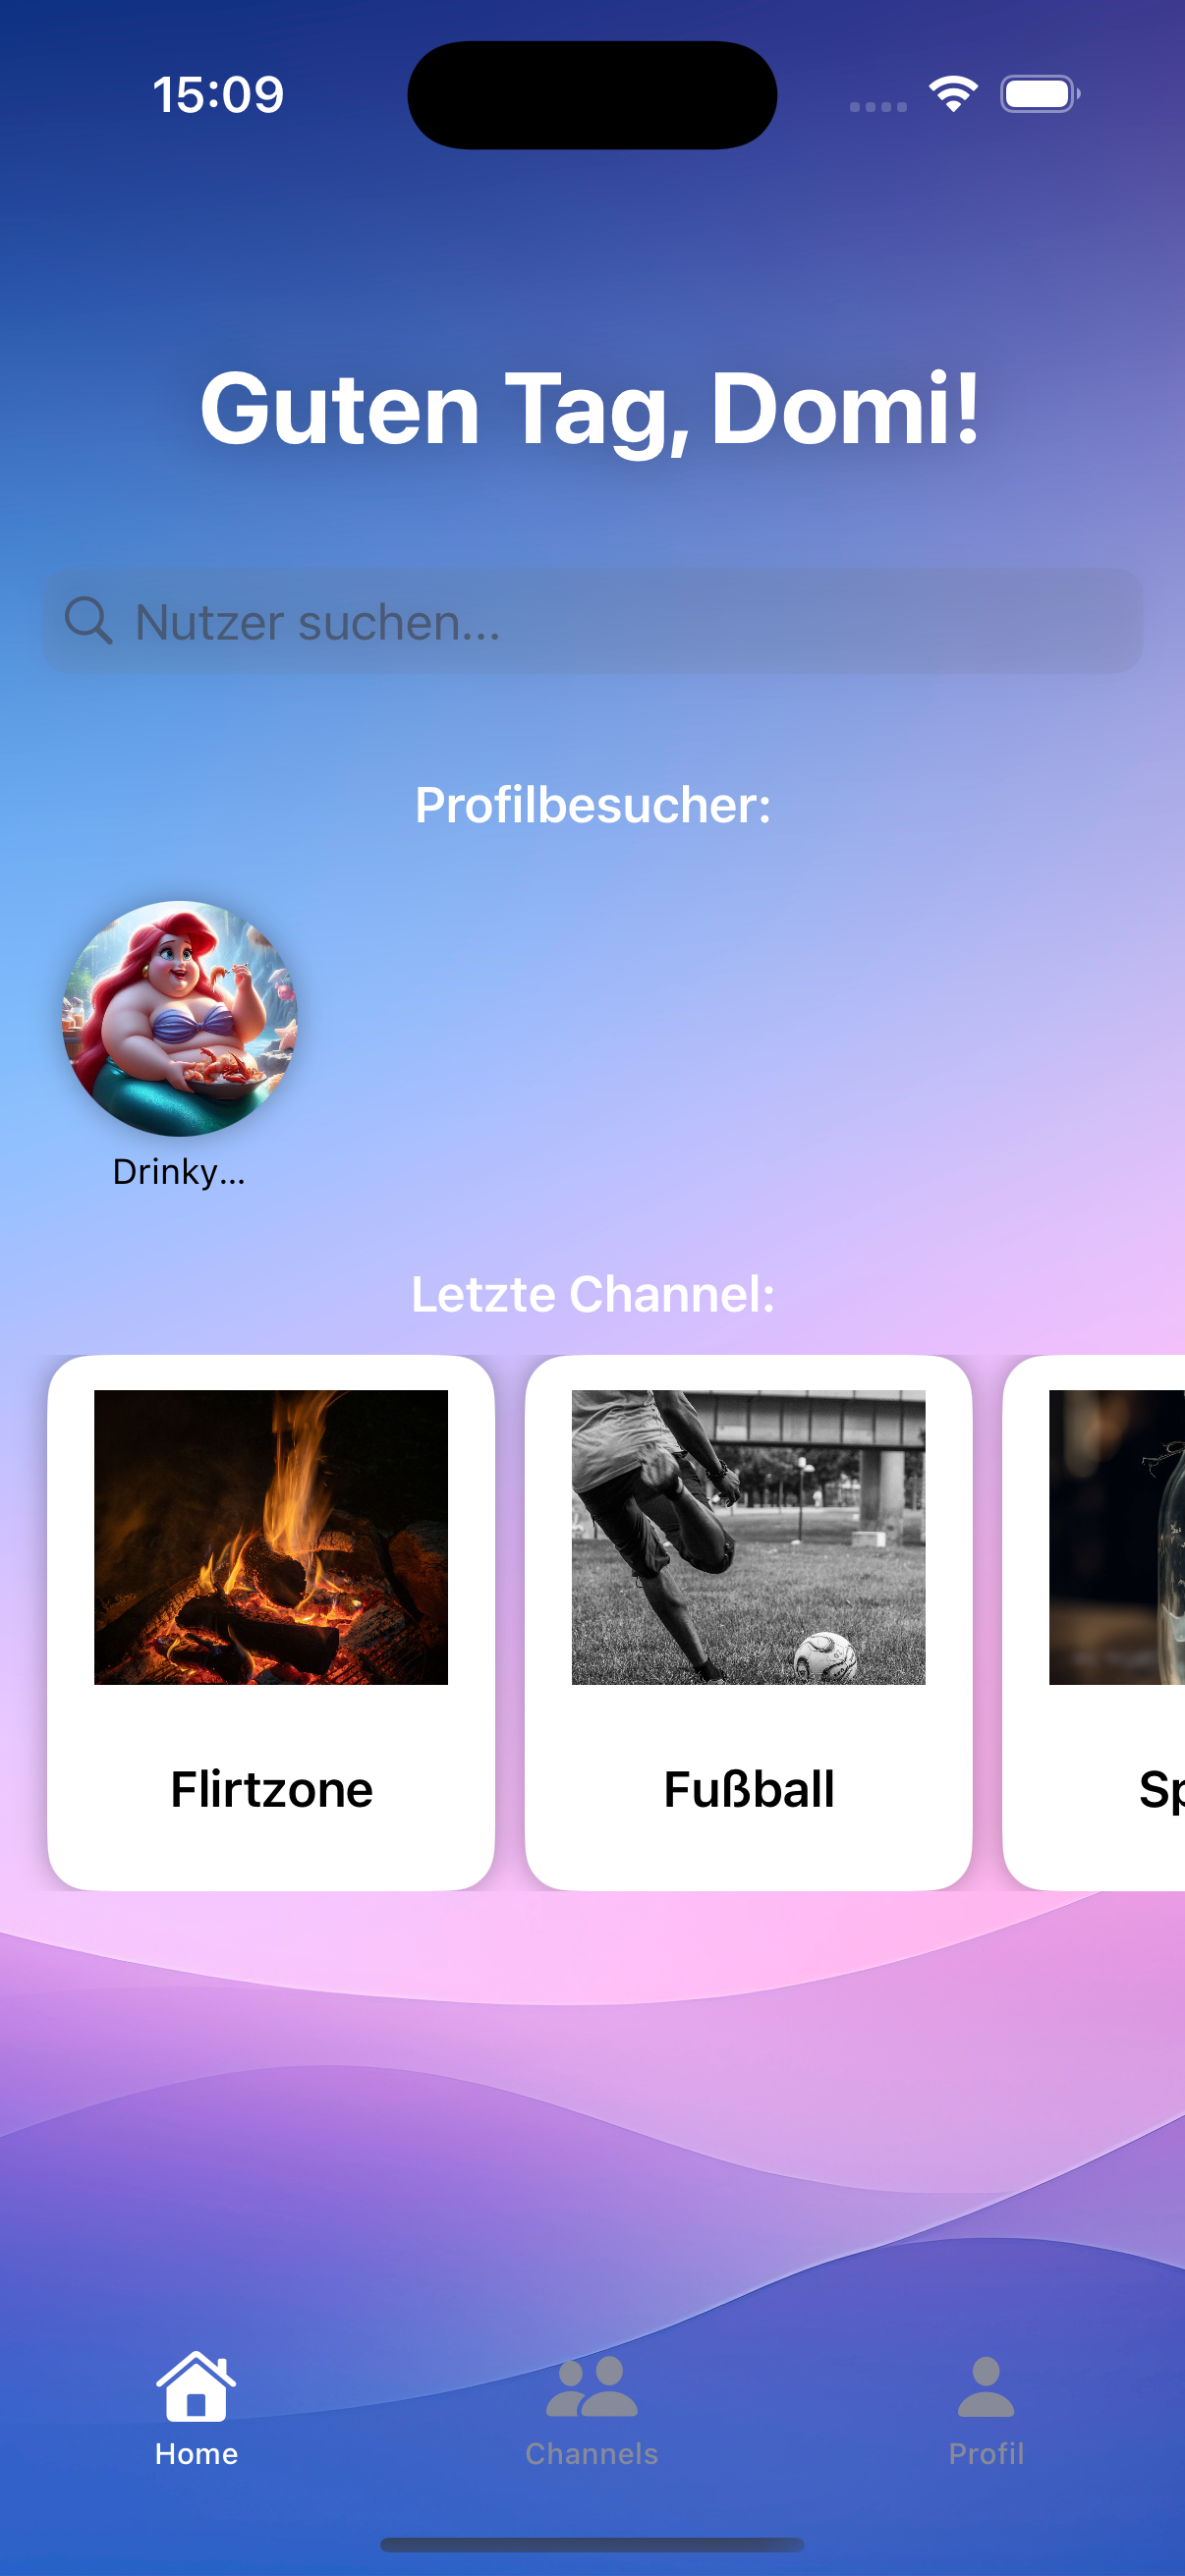 15:09
Guten Tag, Domi!
Nutzer suchen...
Profilbesucher:
Drinky...
Letzte Channel:
Flirtzone
Fußball
Sp
Home
Channels
Profil